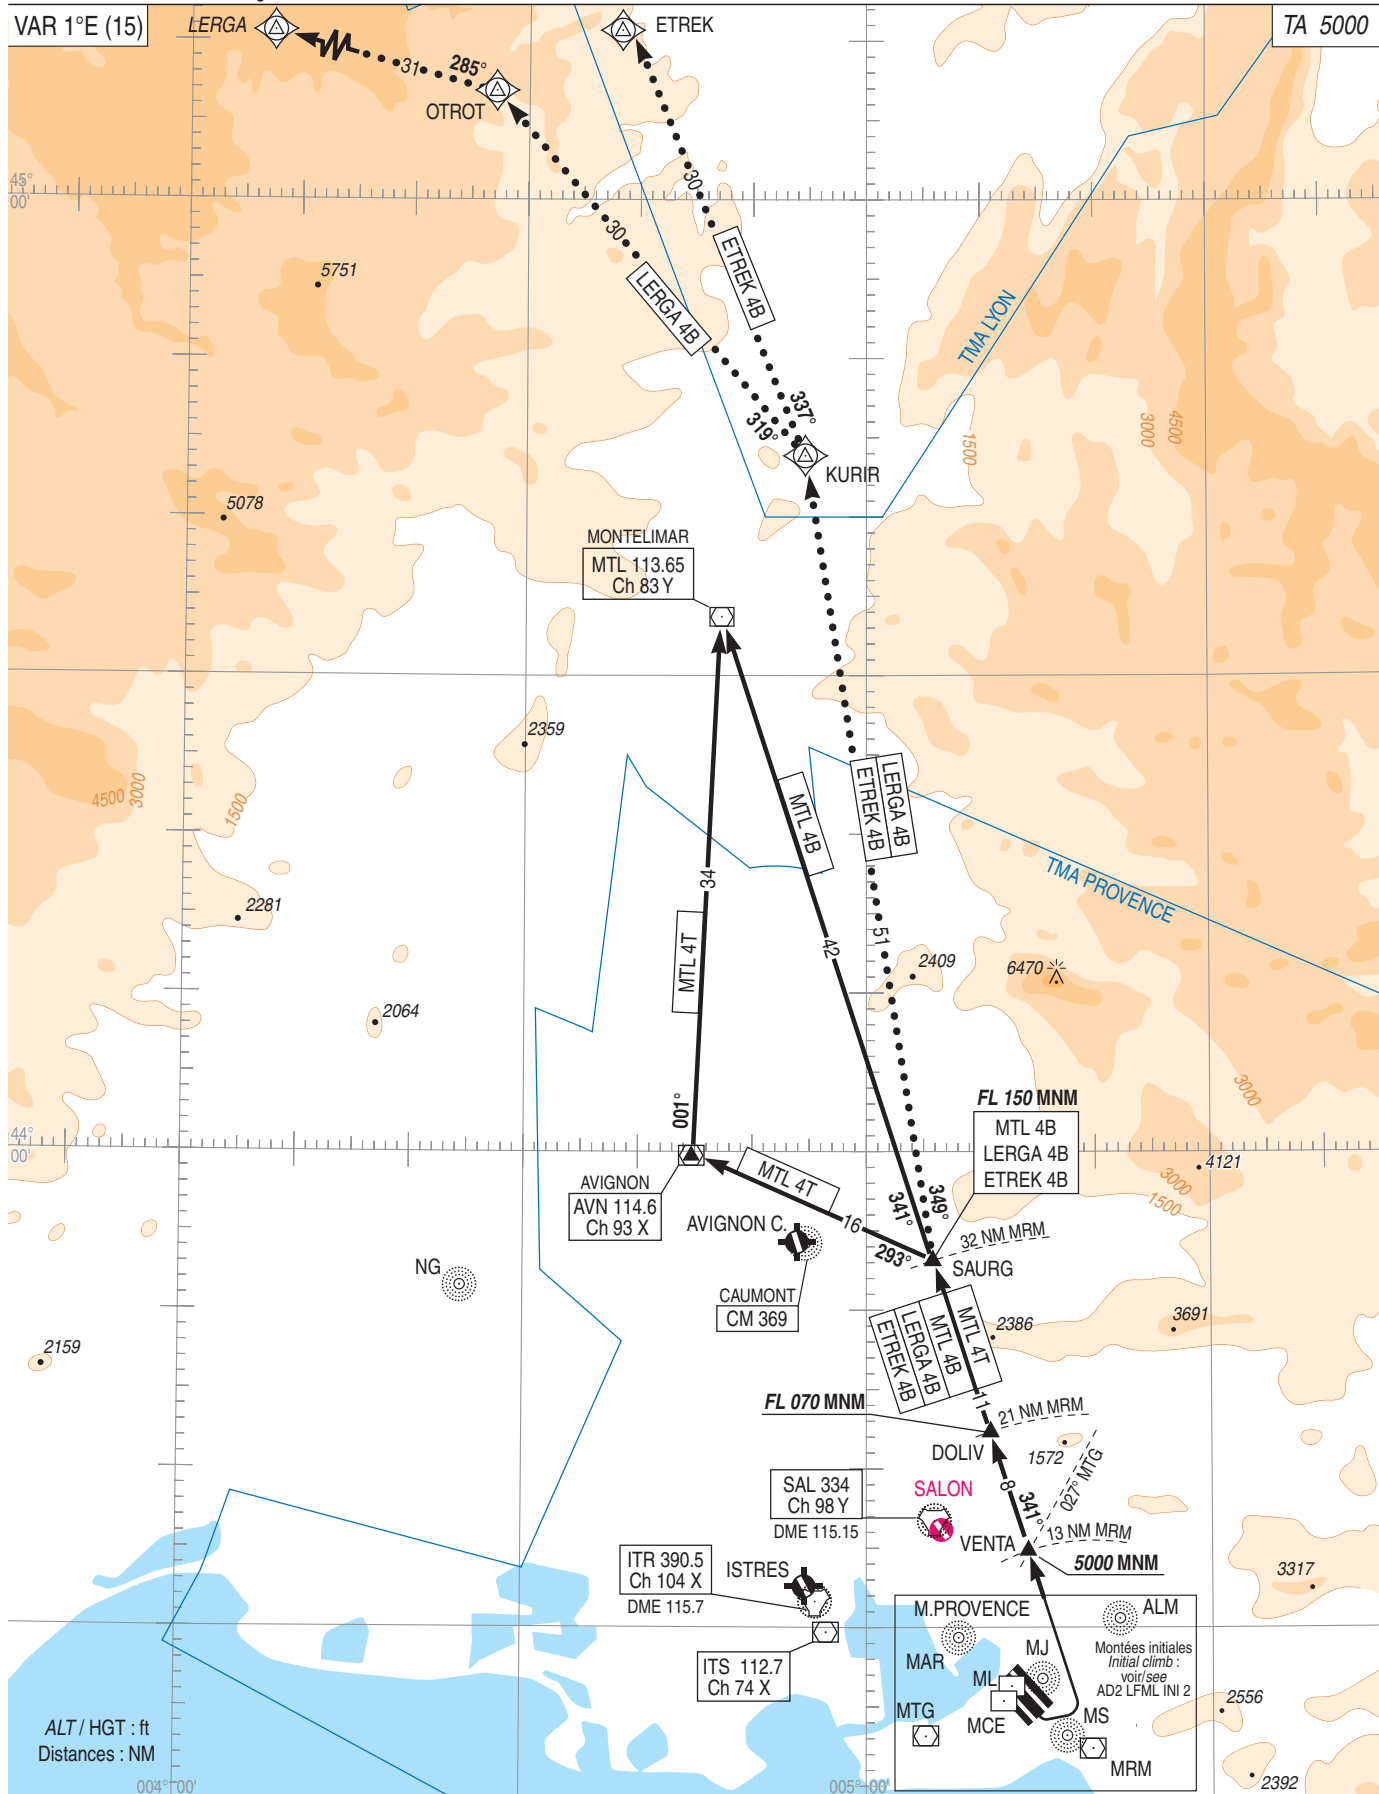 VAR 1°E (15)
LERGA
ETREK
TA 5000
31
285°
OTROT
45°
00'
30
30
ETREK 4B
LERGA 4B
5751
TMA LYON
337°
319°
1500
3000
4500
KURIR
5078
MONTELIMAR
MTL 113.65
Ch 83 Y
2359
4500
3000
1500
MTL 4B
LERGA 4B
ETREK 4B
TMA PROVENCE
34
2281
MTL 4T
42
51
2409
6470
2064
3000
001°
FL 150 MNM
MTL 4B
LERGA 4B
ETREK 4B
44°
00'
4121
3000
1500
AVIGNON
AVN 114.6
Ch 93 X
MTL 4T
16
341°
349°
293°
AVIGNON C.
32 NM MRM
SAURG
NG
CAUMONT
CM 369
MTL 4T
MTL 4B
LERGA 4B
ETREK 4B
2386
3691
2159
11
FL 070 MNM
21 NM MRM
DOLIV
1572
027° MTG
8
341°
SAL 334
Ch 98 Y
DME 115.15
SALON
VENTA
13 NM MRM
5000 MNM
ITR 390.5
Ch 104 X
DME 115.7
ISTRES
3317
M.PROVENCE
ALM
MAR
MJ
Montées initiales
Initial climb :
voir/see
AD2 LFML INI 2
ITS 112.7
Ch 74 X
ML
MCE
MTG
MS
MRM
2556
ALT / HGT : ft
Distances : NM
004° 00'
005° 00'
2392